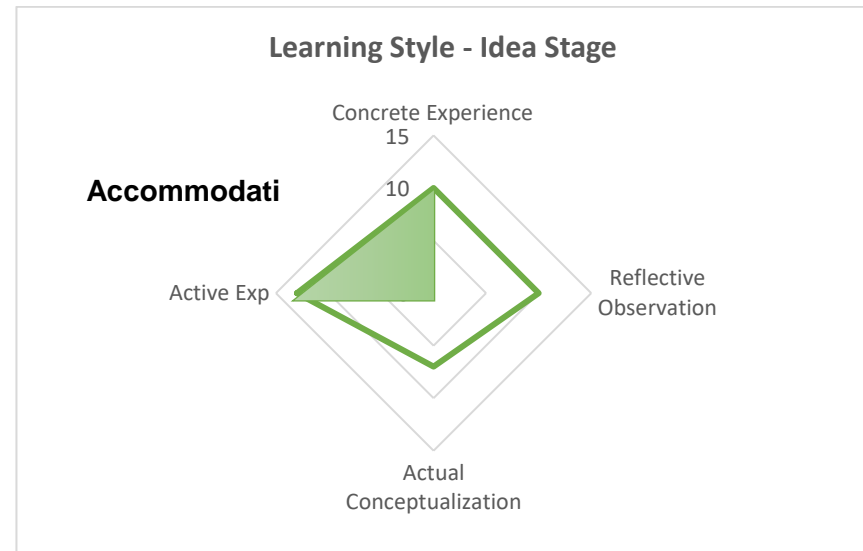 Learning Style - Idea Stage
Concrete Experience
15
Accommodati
10
Active Exp
Reflective
Observation
Actual
Conceptualization